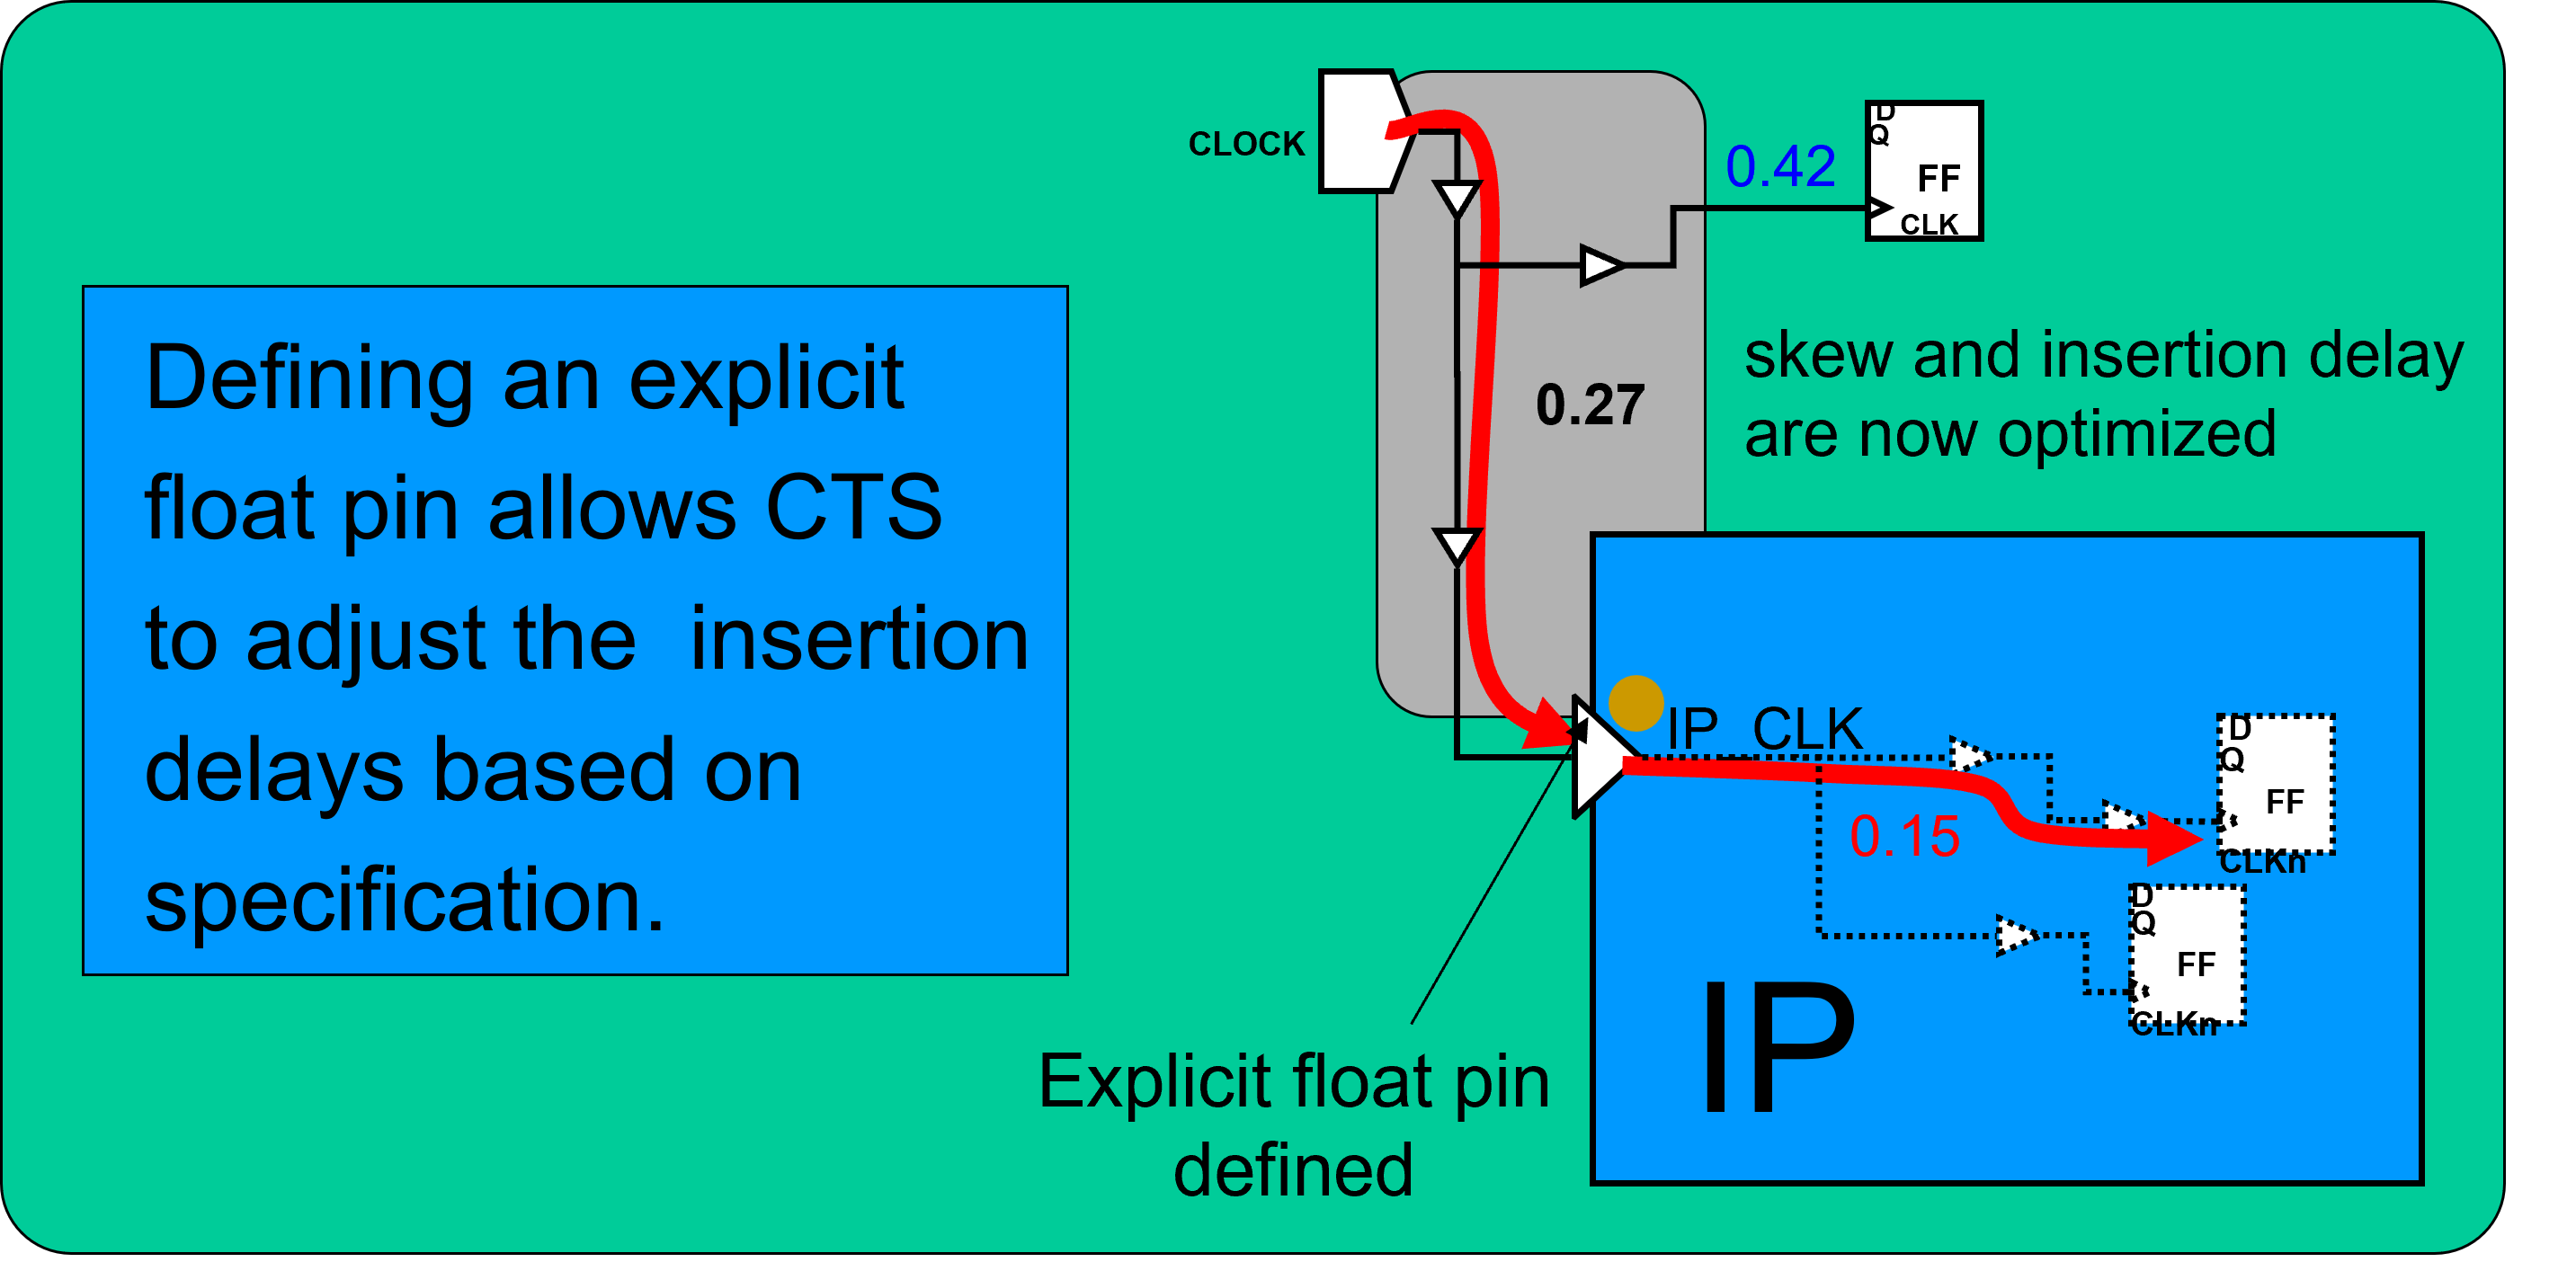 Defining an explicit
float pin allows CTS
to adjust the  insertion
delays based on
specification.
CLOCK
0.42
D
Q
FF
CLK
0.27
skew and insertion delay
are now optimized
IP_CLK
0.15
D
Q
FF
CLKn
D
Q
FF
CLKn
IP
Explicit float pin
defined